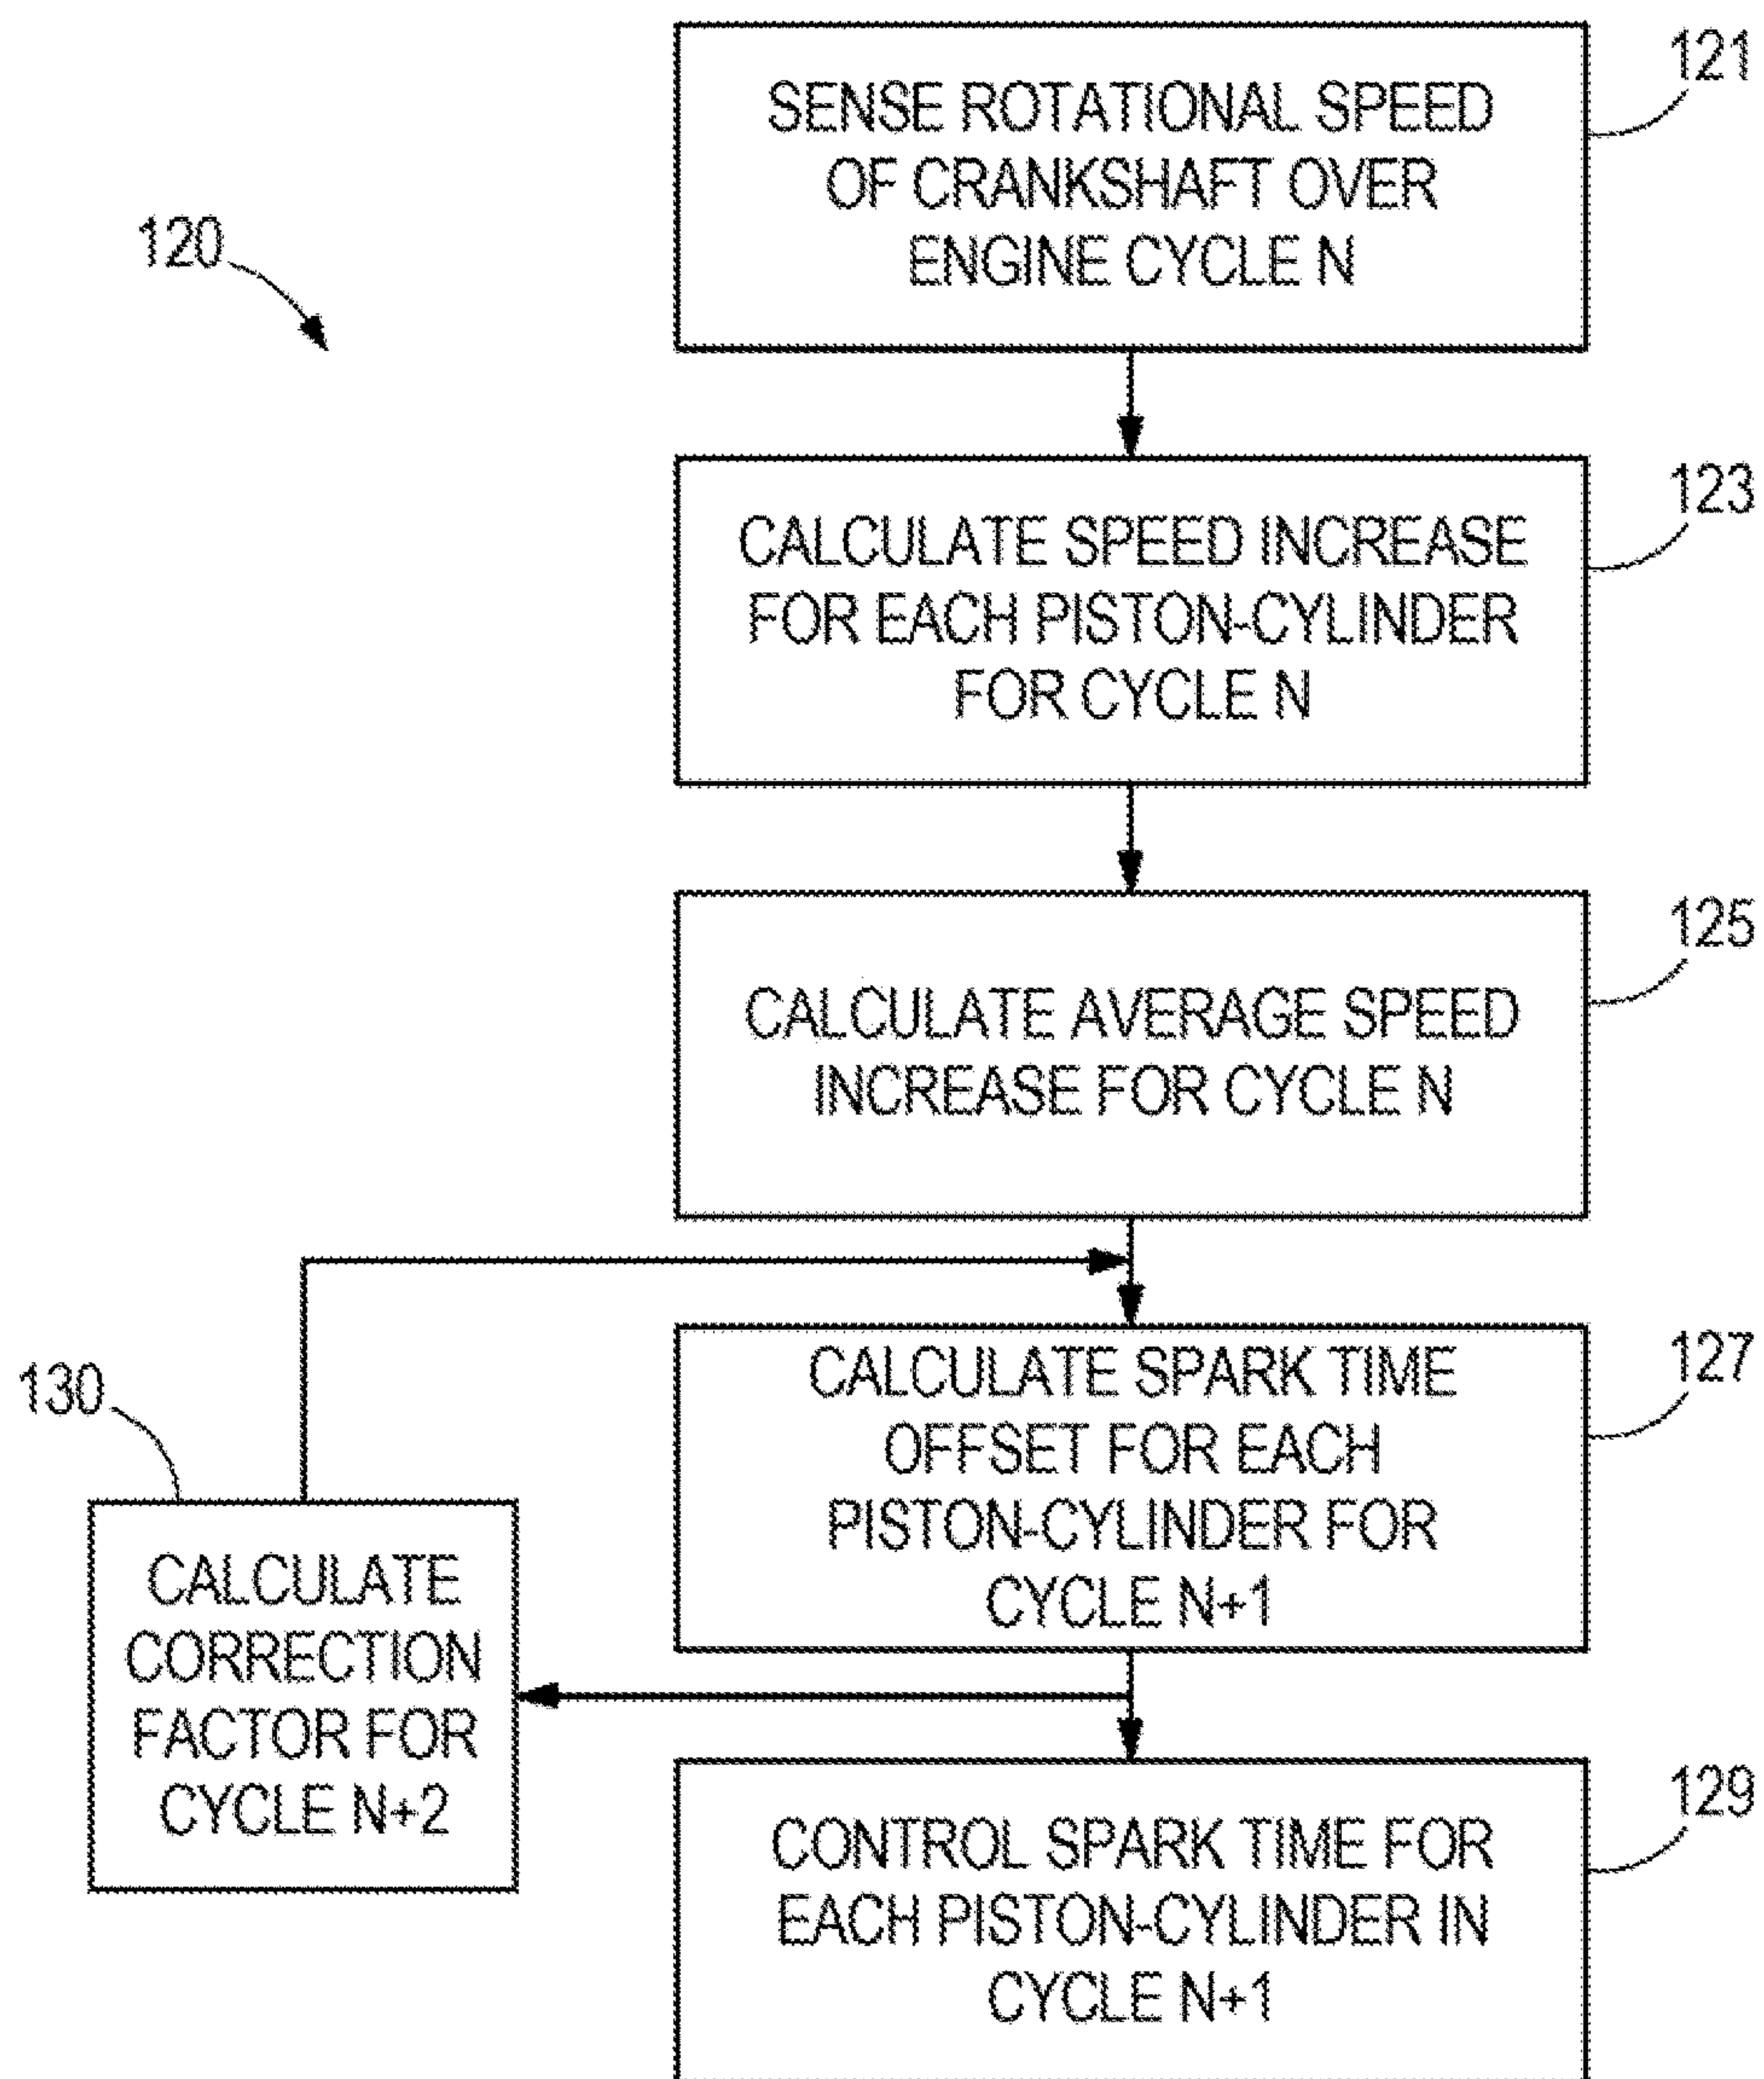 121
SENSE ROTATIONAL SPEED
OF CRANKSHAFT OVER
ENGINE CYCLE N
120
123
CALCULATE SPEED INCREASE
FOR EACH PISTON-CYLINDER
FOR CYCLE N
125
CALCULATE AVERAGE SPEED
INCREASE FOR CYCLE N
127
CALCULATE SPARK TIME
OFFSET FOR EACH
PISTON-CYLINDER FOR
CYCLE N+1
130
CALCULATE
CORRECTION
FACTOR FOR
CYCLE N+2
129
CONTROL SPARK TIME FOR
EACH PISTON-CYLINDER IN
CYCLE N+1